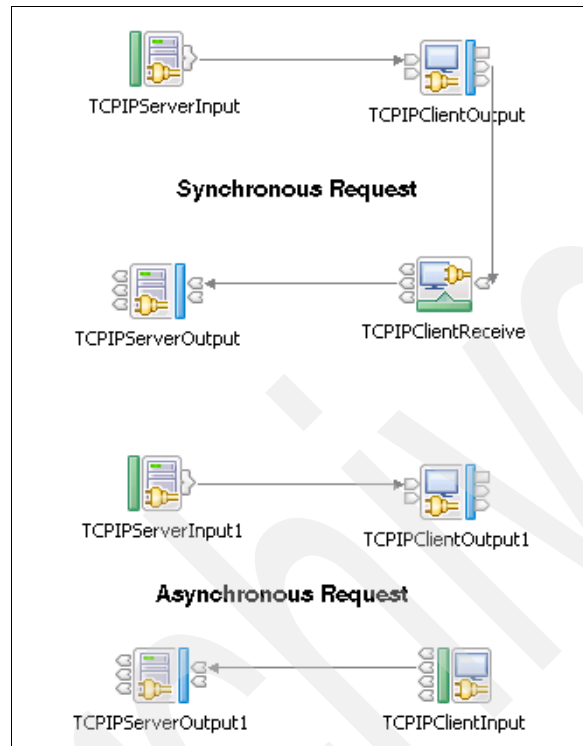 TCPIPServerInput
TCPIPClientOutput
Synchronous Request
TCPIPServerOutput
TCPIPClientReceive
TCPIPServerInput1
TCPIPClientOutput1
Asynchronous Request
TCPIPServerOutput1
TCPIPClientInput